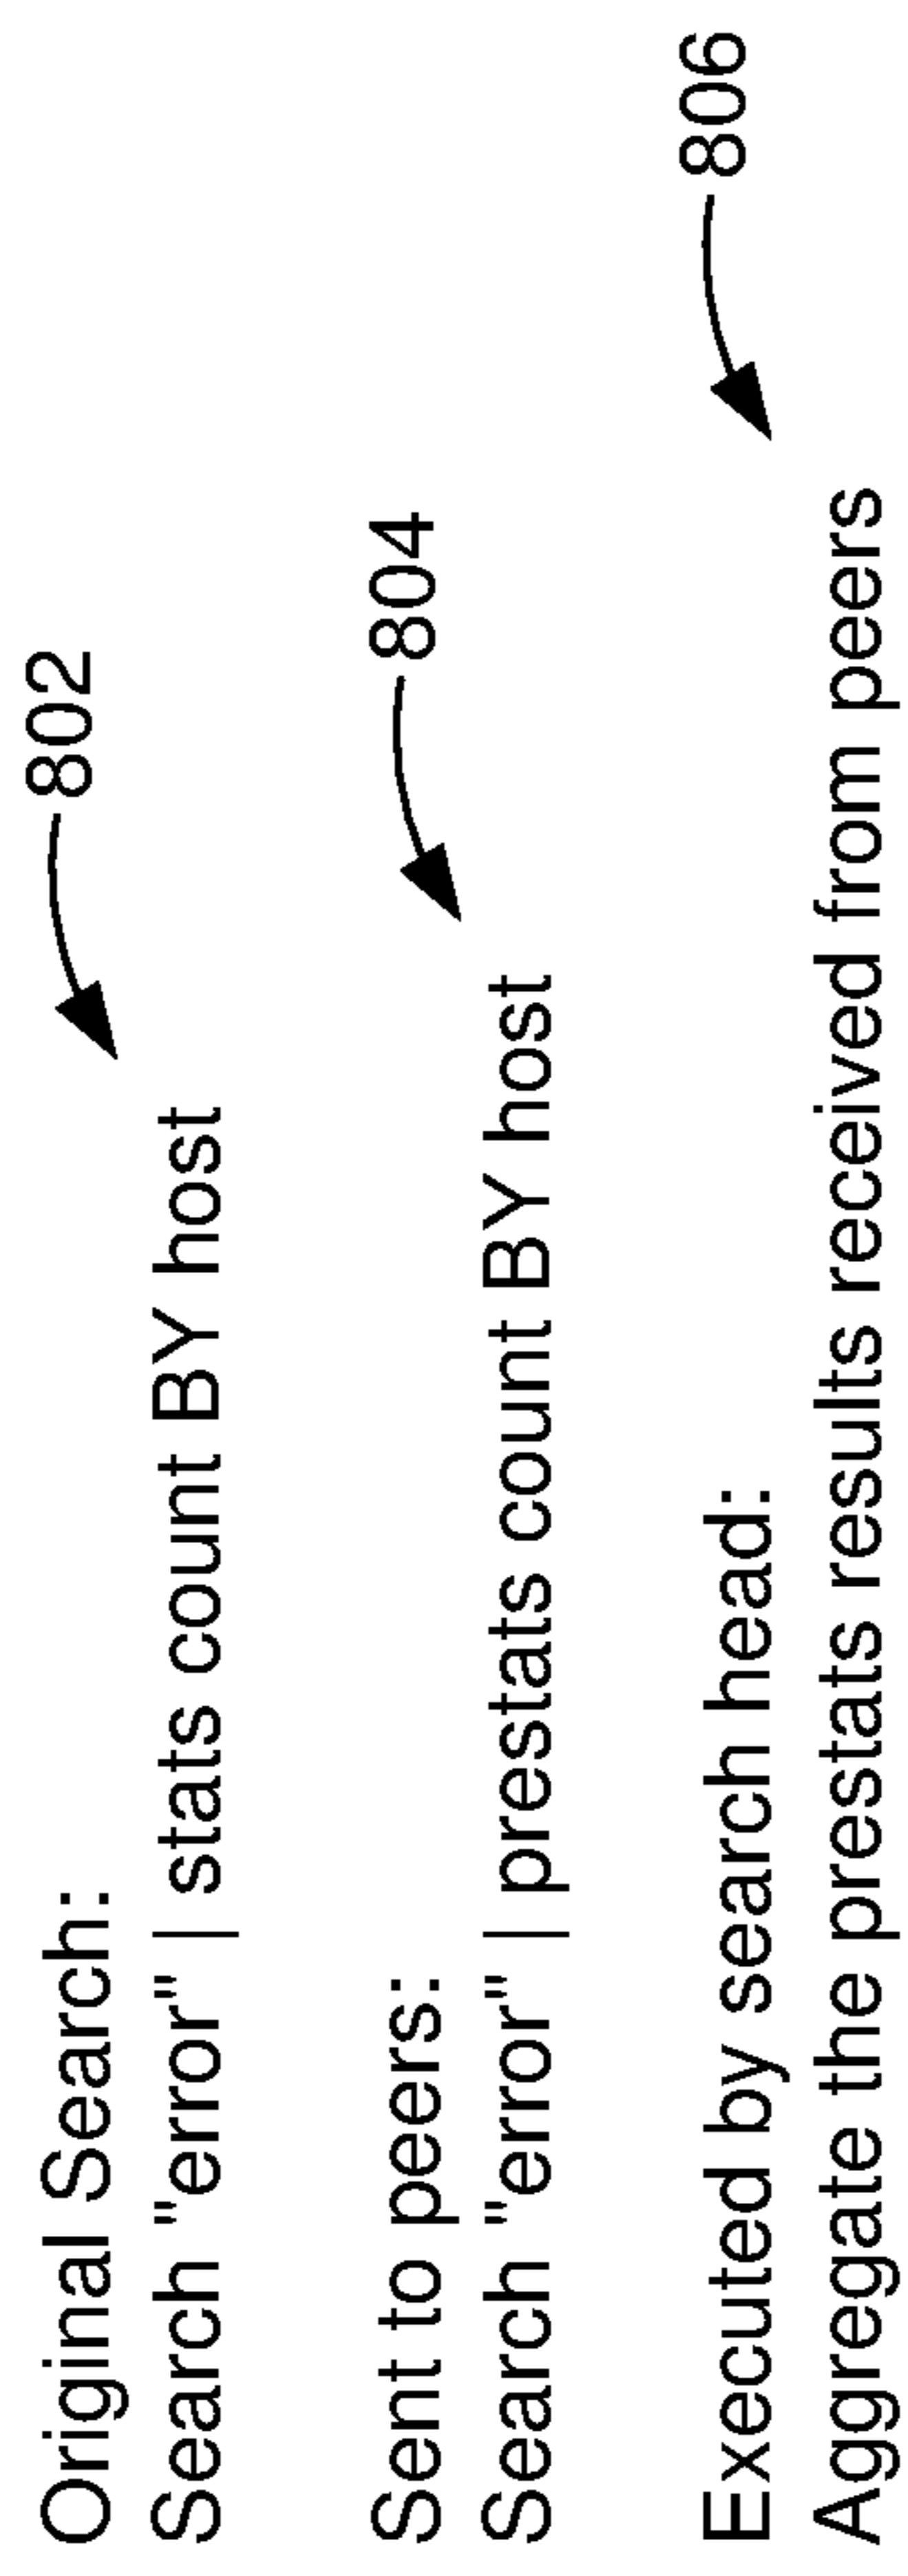 Original Search: 802
Search "error" | stats count BY host
Sent to peers: 804
Search "error" | prestats count BY host
Executed by search head: 806
Aggregate the prestats results received from peers